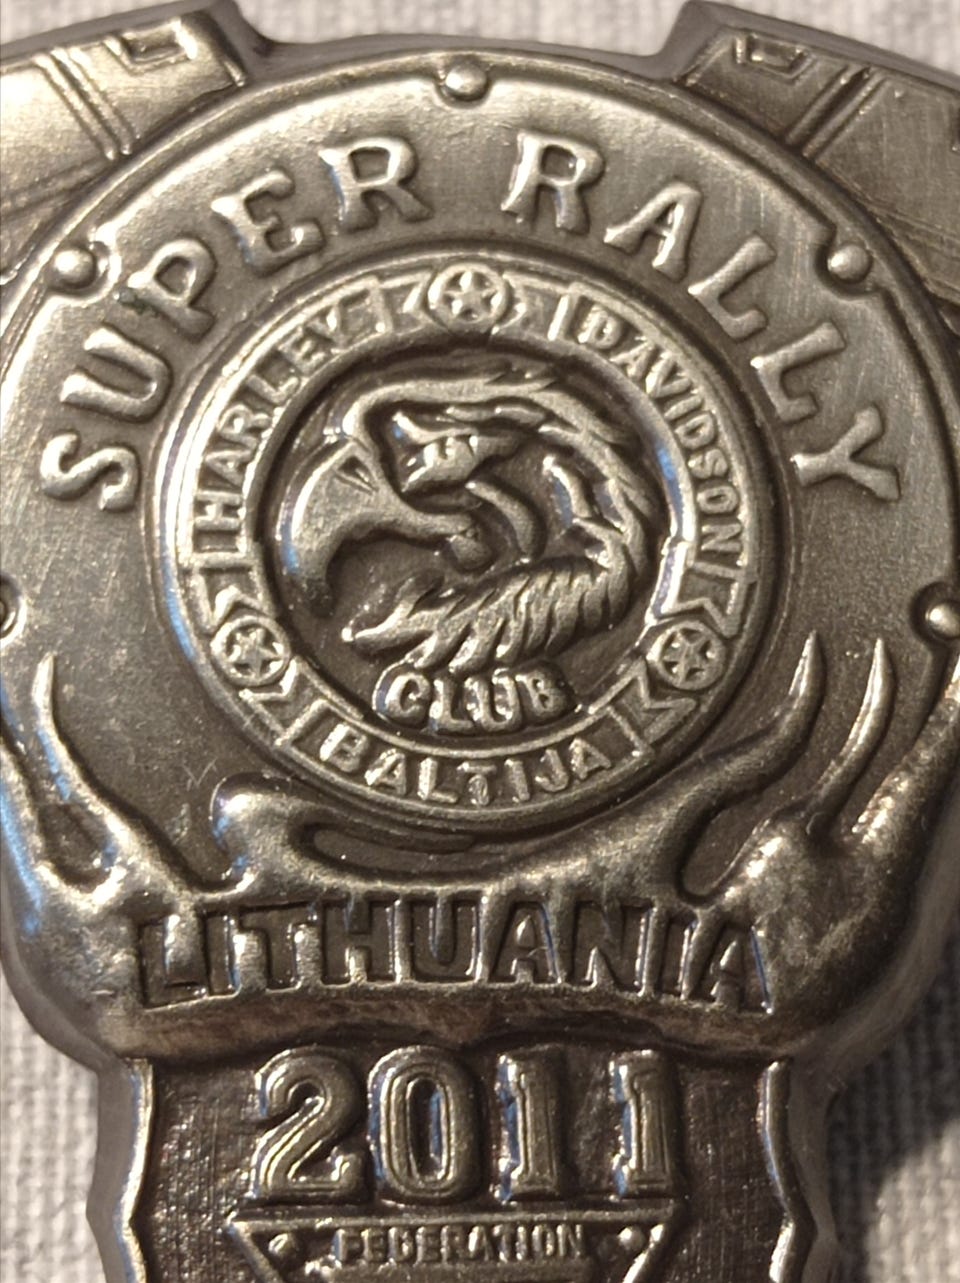 SUPER RALLY
HARLEY DAVIDSON
CLUB
BALTIJA
LITHUANIA
2011
FEDERATION